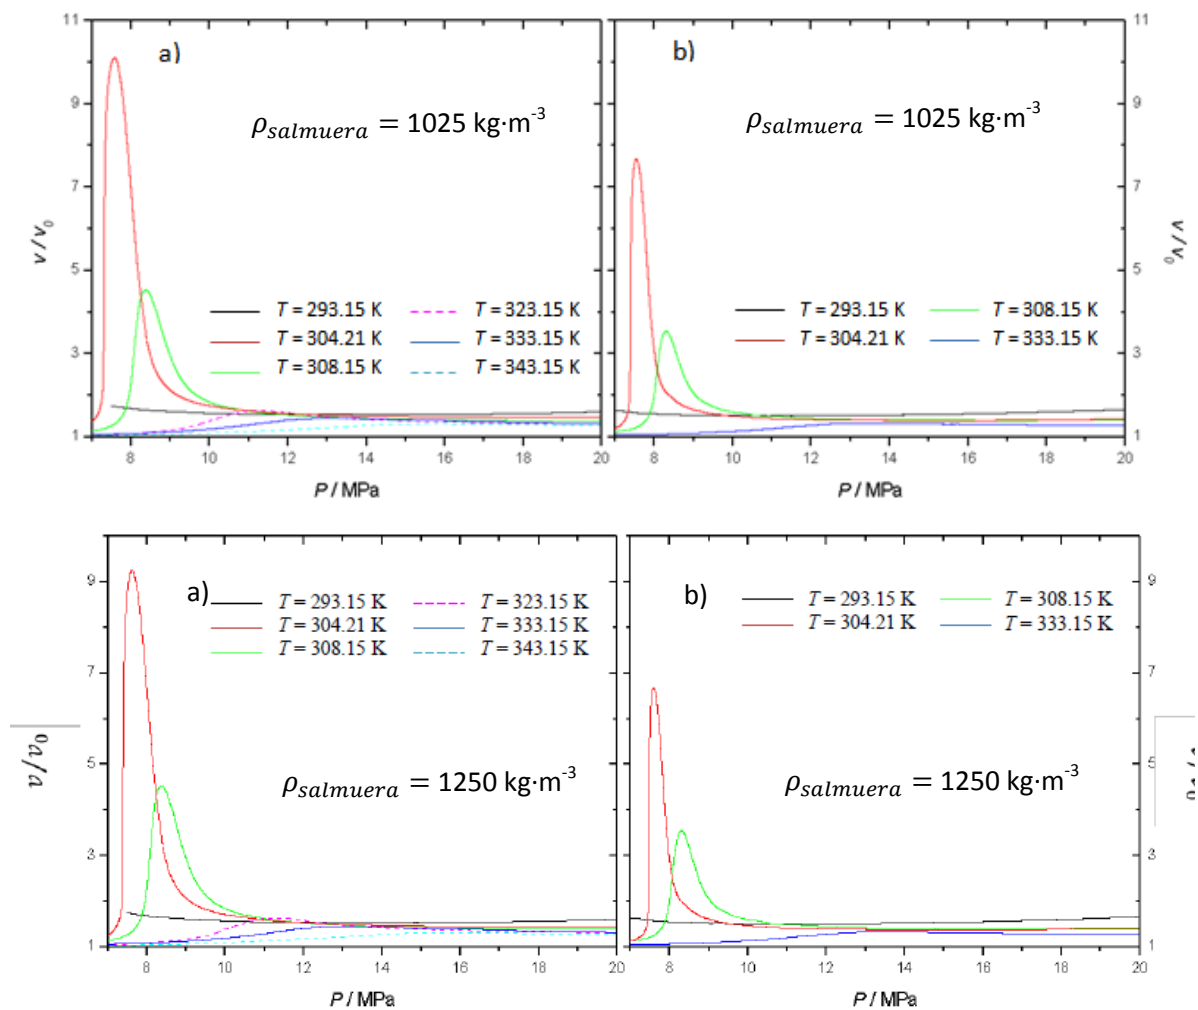 a)
ρsalmuera = 1025 kg·m-3
11
9
7
5
3
1
v/v0
T = 293.15 K
T = 304.21 K
T = 308.15 K
T = 323.15 K
T = 333.15 K
T = 343.15 K
8 10 12 14 16 18 20
P / MPa
b)
ρsalmuera = 1025 kg·m-3
11
9
7
5
3
1
v/v0
T = 293.15 K
T = 304.21 K
T = 308.15 K
T = 333.15 K
8 10 12 14 16 18 20
P / MPa
a)
T = 293.15 K
T = 304.21 K
T = 308.15 K
T = 323.15 K
T = 333.15 K
T = 343.15 K
ρsalmuera = 1250 kg·m-3
9
7
5
3
1
v/v0
8 10 12 14 16 18 20
P / MPa
b)
T = 293.15 K
T = 304.21 K
T = 308.15 K
T = 333.15 K
ρsalmuera = 1250 kg·m-3
9
7
5
3
1
8 10 12 14 16 18 20
P / MPa